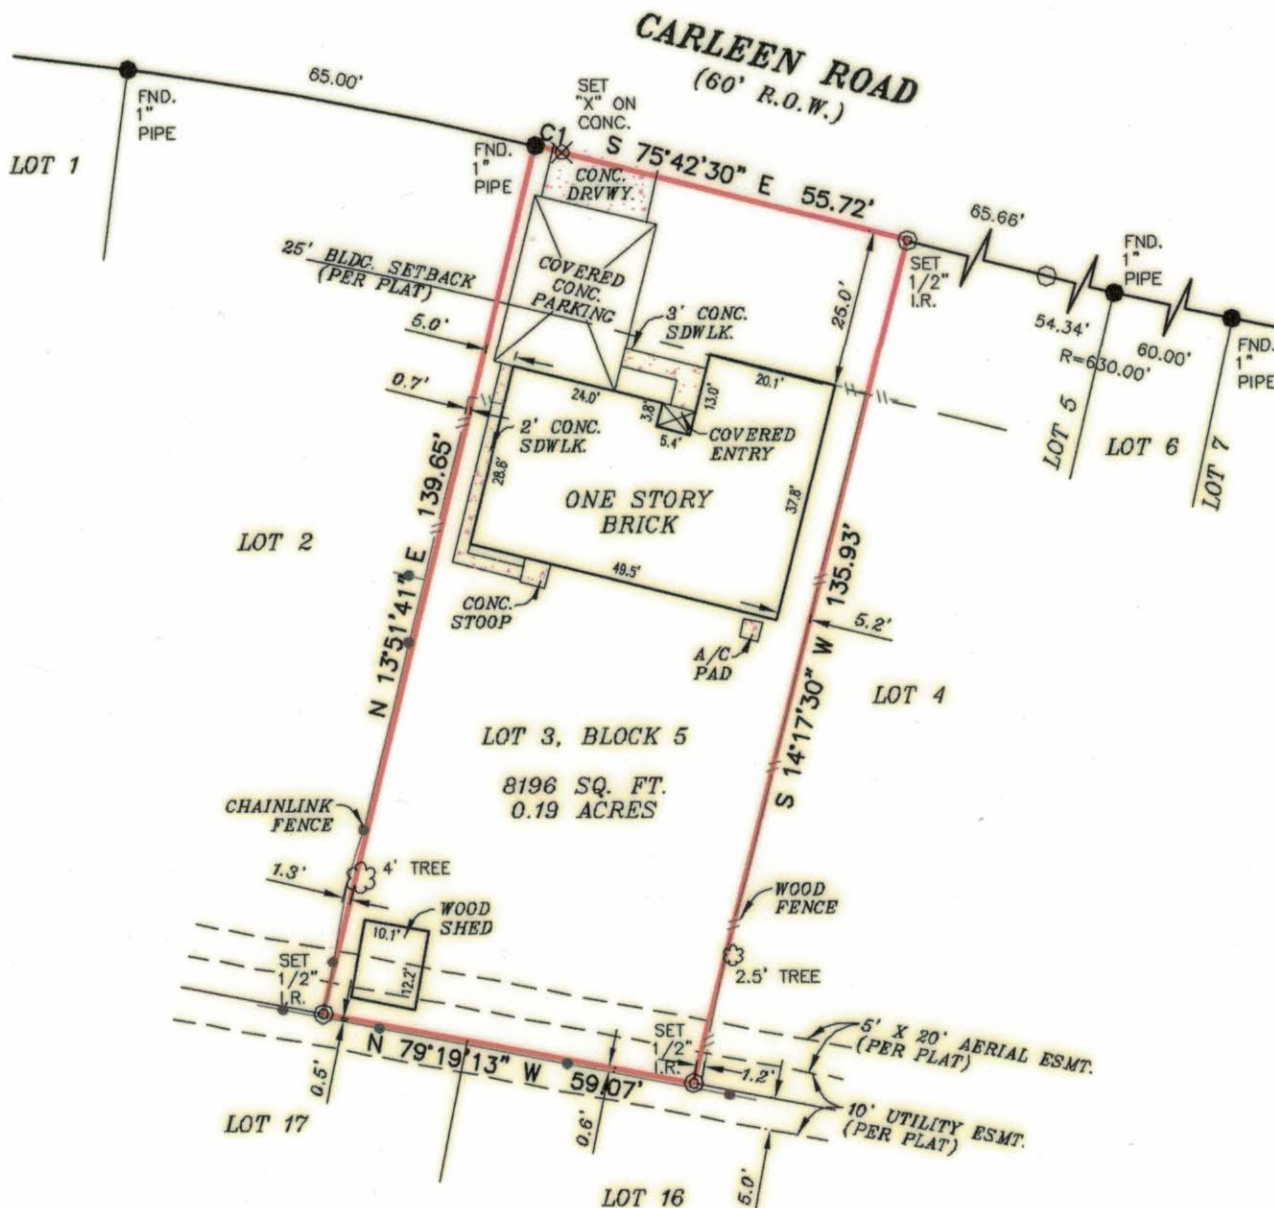 CARLEEN ROAD
(60' R.O.W.)
65.00'
FND.
1"
PIPE
LOT 1
SET
"X" ON
CONC.
C1
FND.
1"
PIPE
S 75°42'30" E 55.72'
CONC.
DRVWY.
65.66'
FND.
1"
PIPE
SET
1/2"
I.R.
54.34'
R=630.00'
60.00'
FND.
1"
PIPE
25' BLDG. SETBACK
(PER PLAT)
COVERED
CONC.
PARKING
3' CONC.
SDWLK.
25.0'
5.0'
0.7'
24.0'
20.1'
13.0'
3.8'
5.4'
COVERED
ENTRY
2' CONC.
SDWLK.
28.8'
LOT 5
LOT 6
LOT 7
ONE STORY
BRICK
37.8'
49.5'
N 13°51'41" E 139.65'
LOT 2
CONC.
STOOP
A/C
PAD
S 14°17'30" W 135.93'
5.2'
LOT 4
LOT 3, BLOCK 5
8196 SQ. FT.
0.19 ACRES
CHAINLINK
FENCE
4' TREE
1.3'
WOOD
SHED
10.1'
12.2'
WOOD
FENCE
2.5' TREE
SET
1/2"
I.R.
SET
1/2"
I.R.
N 79°19'13" W 59.07'
1.2'
5' X 20' AERIAL ESMT.
(PER PLAT)
10' UTILITY ESMT.
(PER PLAT)
0.5'
0.6'
5.0'
LOT 17
LOT 16